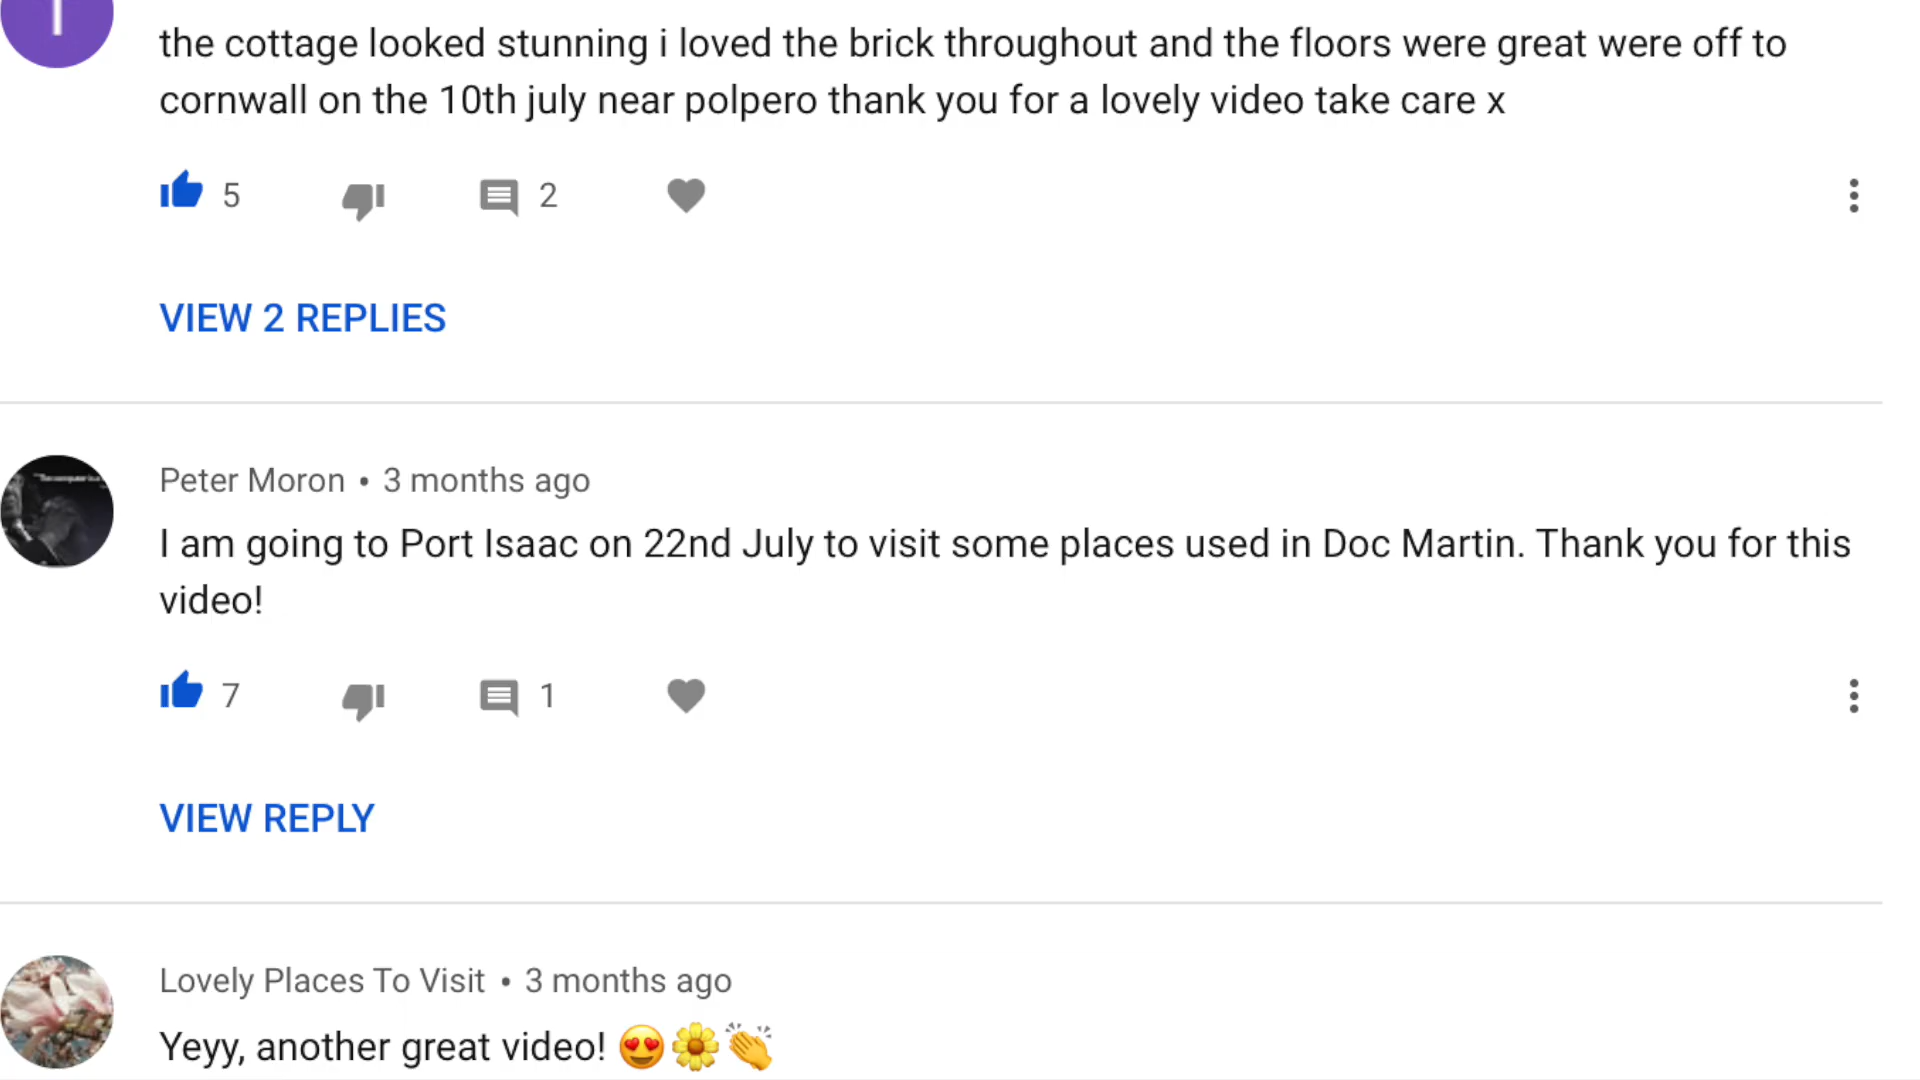 the cottage looked stunning i loved the brick throughout and the floors were great were off to
cornwall on the 10th july near polpero thank you for a lovely video take care x
5 2
VIEW 2 REPLIES
Peter Moron • 3 months ago
I am going to Port Isaac on 22nd July to visit some places used in Doc Martin. Thank you for this
video!
7 1
VIEW REPLY
Lovely Places To Visit • 3 months ago
Yeyy, another great video! 😍🌼👏